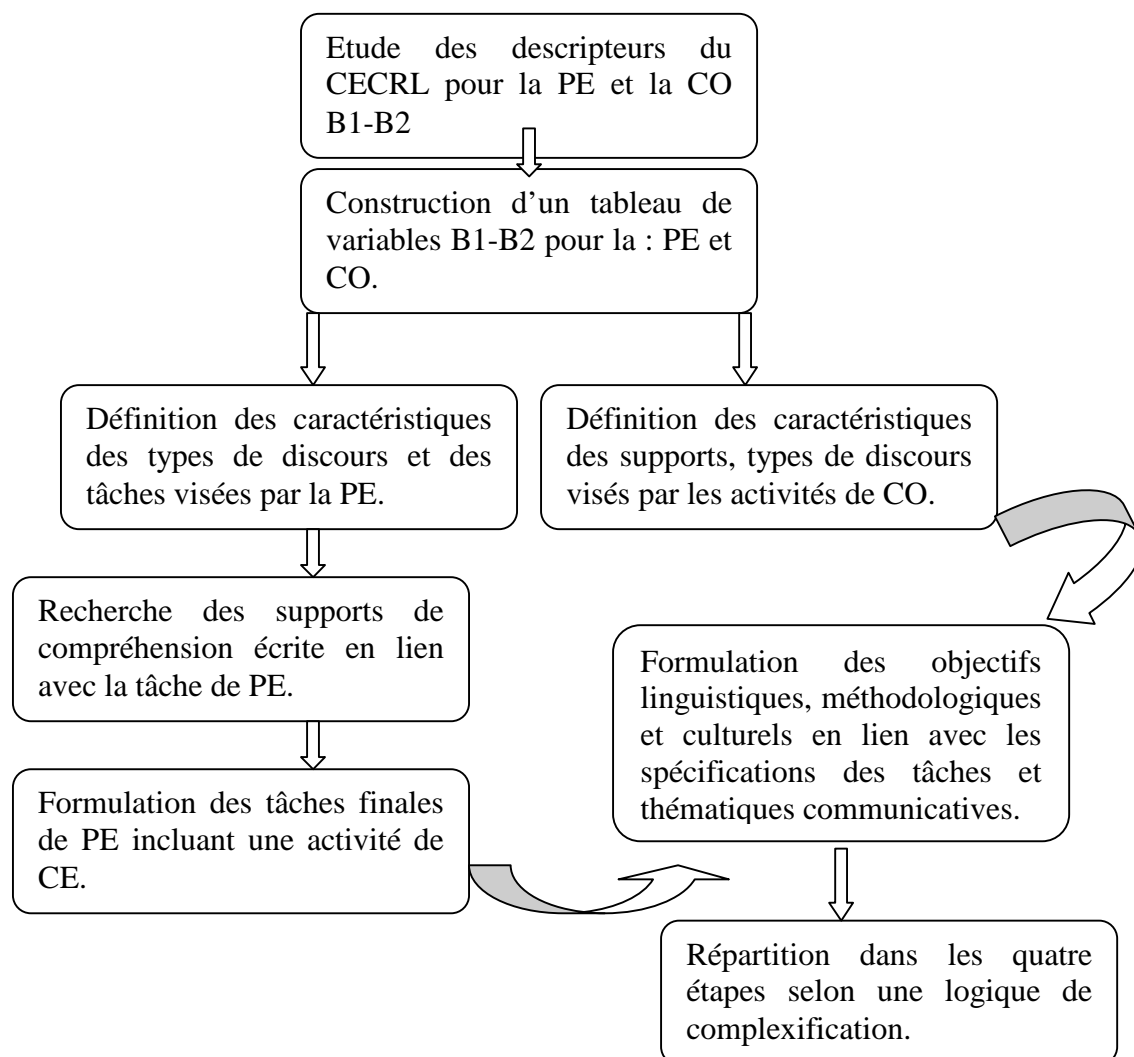 Etude des descripteurs du
CECRL pour la PE et la CO
B1-B2
Construction d’un tableau de
variables B1-B2 pour la : PE et
CO.
Définition des caractéristiques
des types de discours et des
tâches visées par la PE.
Définition des caractéristiques
des supports, types de discours
visés par les activités de CO.
Recherche des supports de
compréhension écrite en lien
avec la tâche de PE.
Formulation des tâches finales
de PE incluant une activité de
CE.
Formulation des objectifs
linguistiques, méthodologiques
et culturels en lien avec les
spécifications des tâches et
thématiques communicatives.
Répartition dans les quatre
étapes selon une logique de
complexification.